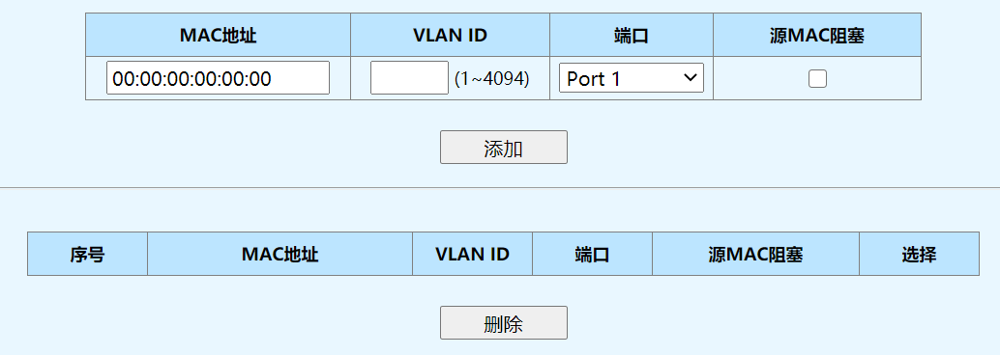 MAC地址 VLAN ID 端口 源MAC阻塞
00:00:00:00:00:00 (1~4094) Port 1
添加
序号 MAC地址 VLAN ID 端口 源MAC阻塞 选择
删除